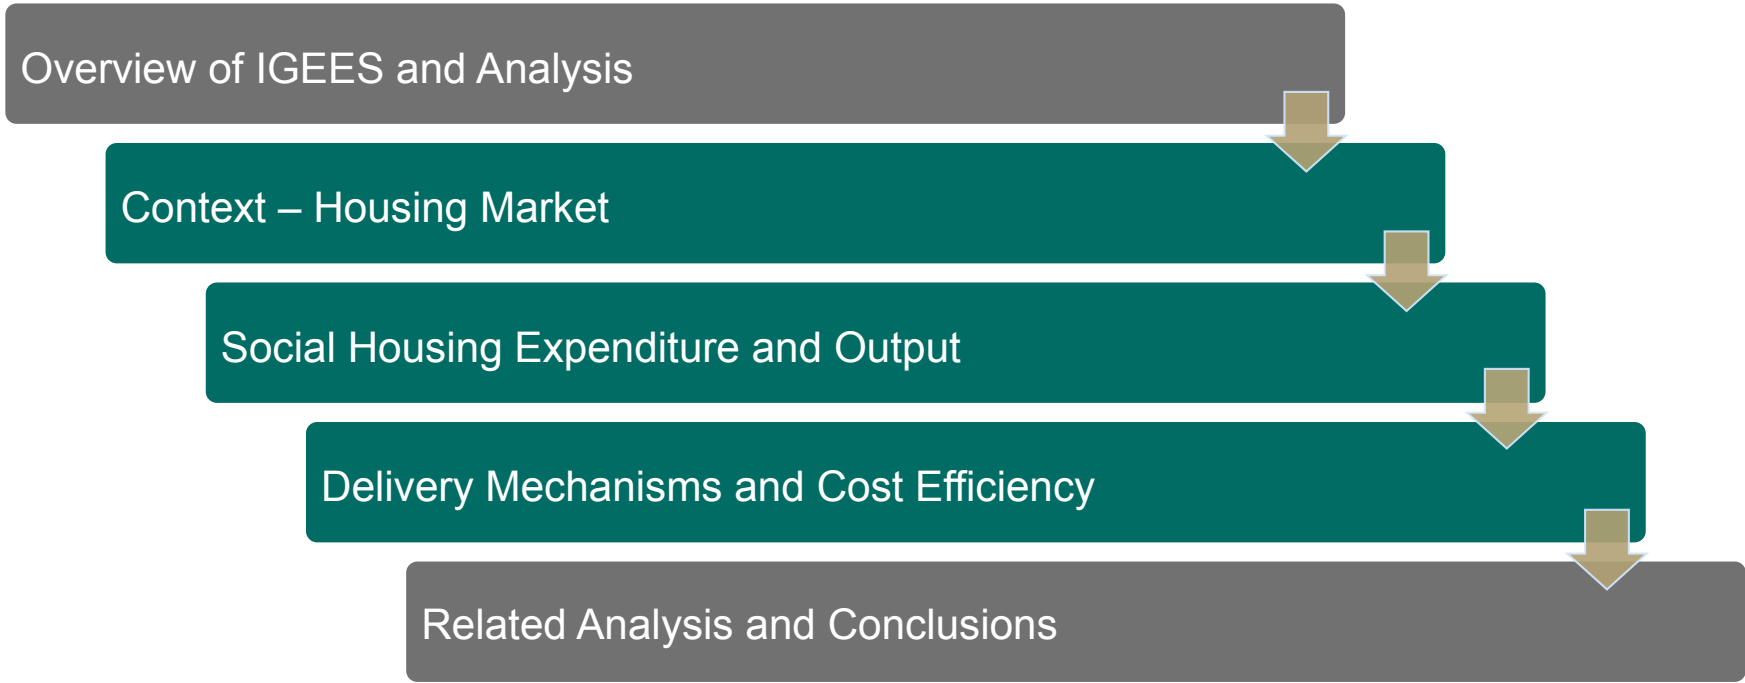 Overview of IGEES and Analysis
Context – Housing Market
Social Housing Expenditure and Output
Delivery Mechanisms and Cost Efficiency
Related Analysis and Conclusions